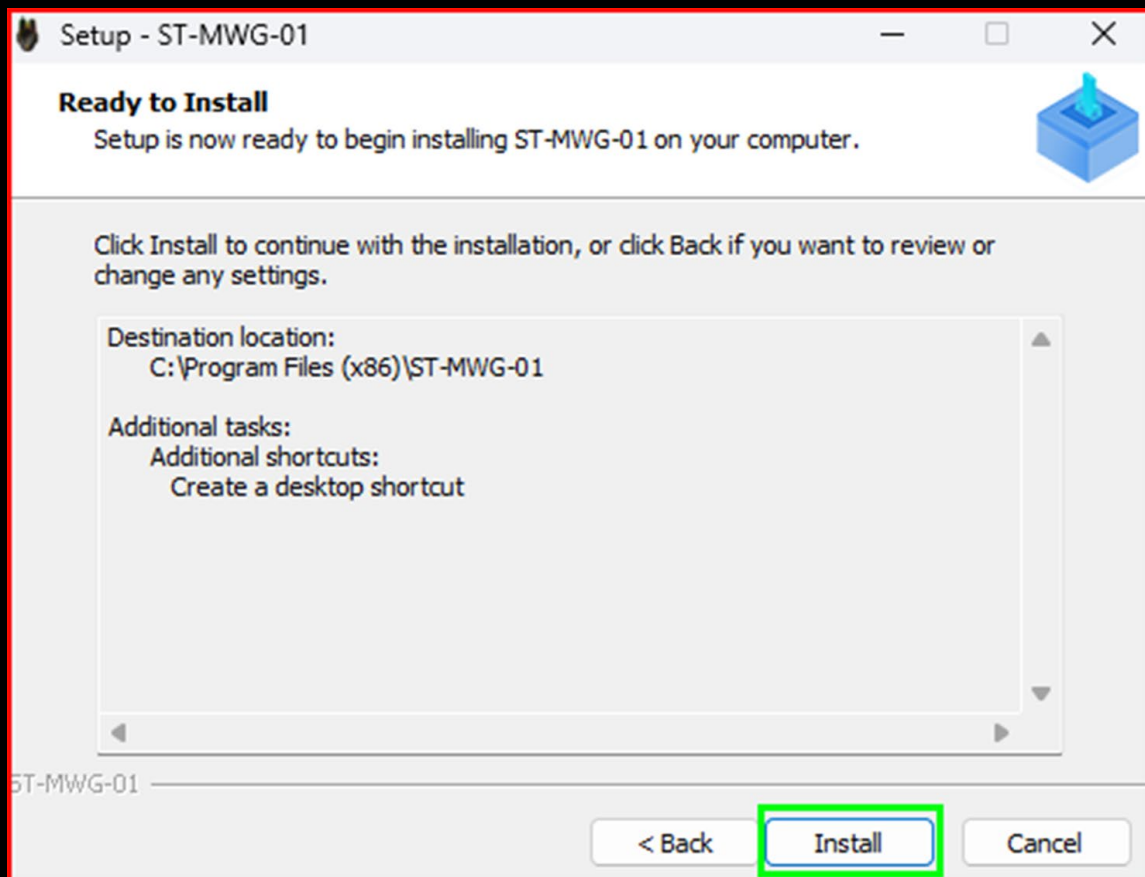 Setup - ST-MWG-01
Ready to Install
Setup is now ready to begin installing ST-MWG-01 on your computer.
Click Install to continue with the installation, or click Back if you want to review or
change any settings.
Destination location:
C:\Program Files (x86)\ST-MWG-01
Additional tasks:
Additional shortcuts:
Create a desktop shortcut
ST-MWG-01
< Back Install Cancel